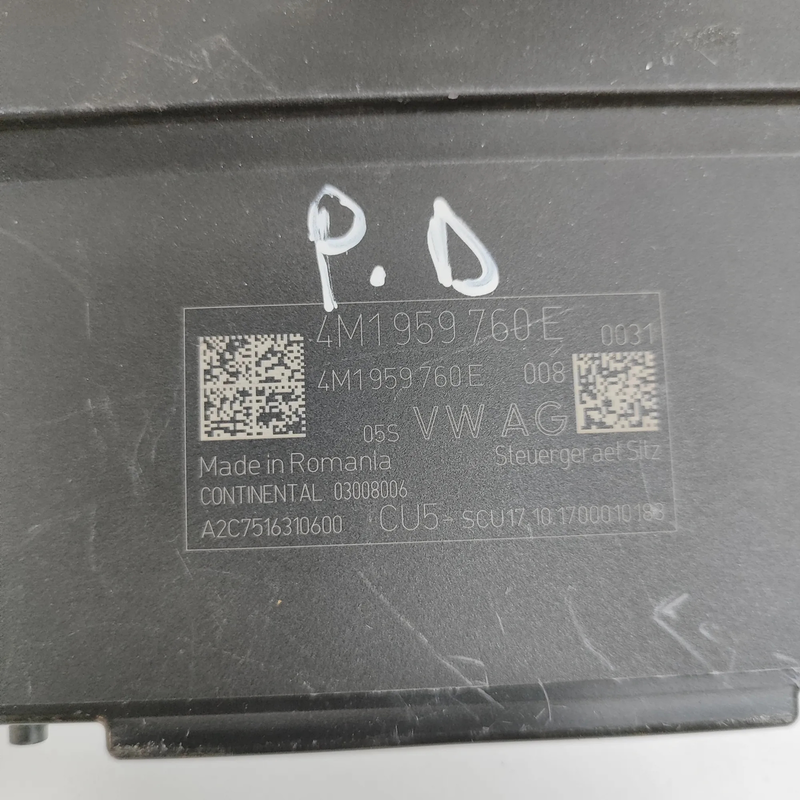 P.D
4M1 959 760 E 0031
4M1 959 760 E 008
05S VW AG
Made in Romania Steuergeraet Sitz
CONTINENTAL 03008006
A2C7516310600 CU5- SCU17.10.1700010188